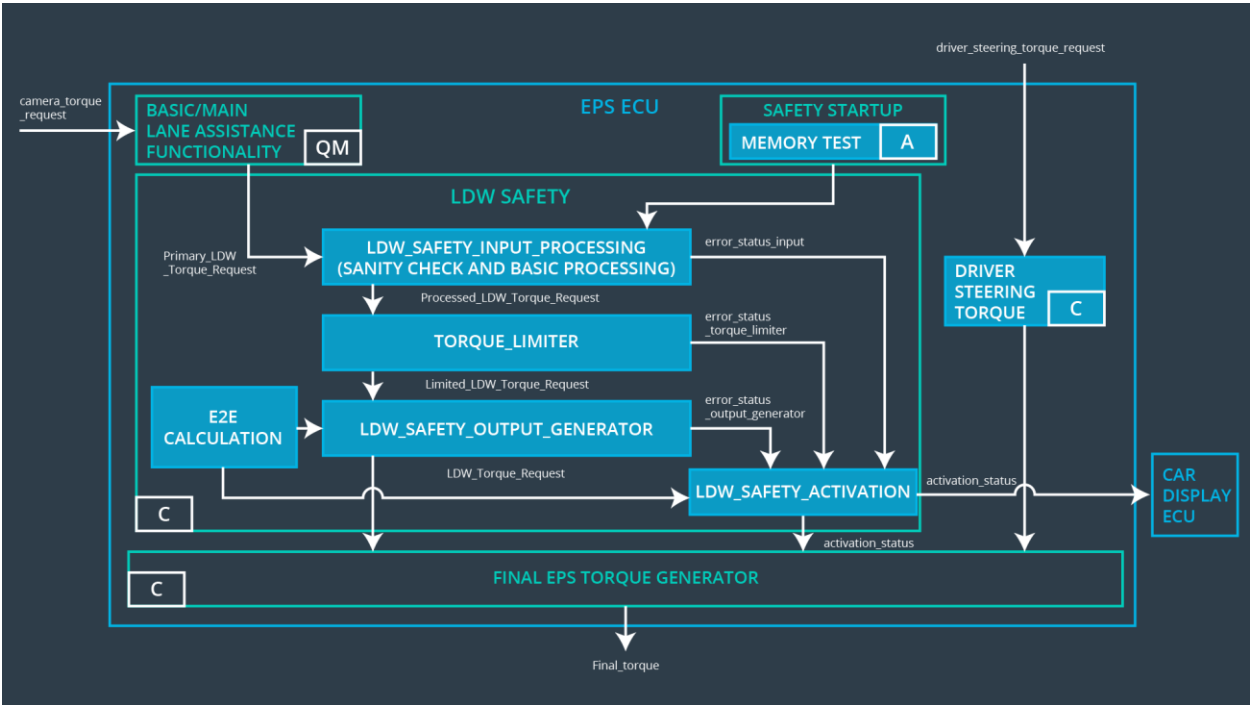 driver_steering_torque_request
camera_torque
_request
BASIC/MAIN
LANE ASSISTANCE
FUNCTIONALITY
QM
EPS ECU
SAFETY STARTUP
MEMORY TEST
A
LDW SAFETY
Primary_LDW
_Torque_Request
LDW_SAFETY_INPUT_PROCESSING
(SANITY CHECK AND BASIC PROCESSING)
error_status_input
DRIVER
STEERING
TORQUE
C
Processed_LDW_Torque_Request
error_status
_torque_limiter
TORQUE_LIMITER
Limited_LDW_Torque_Request
error_status
_output_generator
E2E
CALCULATION
LDW_SAFETY_OUTPUT_GENERATOR
LDW_Torque_Request
LDW_SAFETY_ACTIVATION
activation_status
CAR
DISPLAY
ECU
C
activation_status
FINAL EPS TORQUE GENERATOR
C
Final_torque